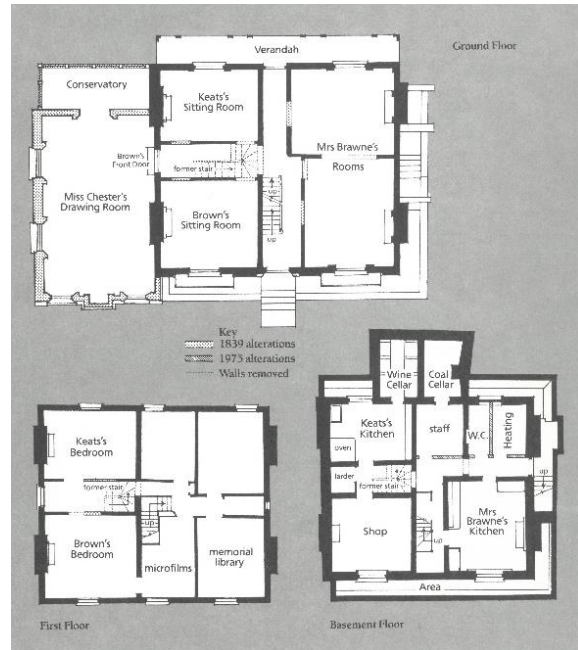 Ground Floor
Verandah
Conservatory
Keats's
Sitting Room
Mrs Brawne's
Rooms
Brown's
Front Door
former stair
Miss Chester's
Drawing Room
Brown's
Sitting Room
up
up
Key
1839 alterations
1975 alterations
Walls removed
Keats's
Bedroom
former stair
up
Brown's
Bedroom
microfilms
memorial
library
First Floor
Wine
Cellar
Coal
Cellar
Keats's
Kitchen
oven
staff
W.C.
Heating
larder
former stair
up
Shop
up
Mrs
Brawne's
Kitchen
Area
Basement Floor